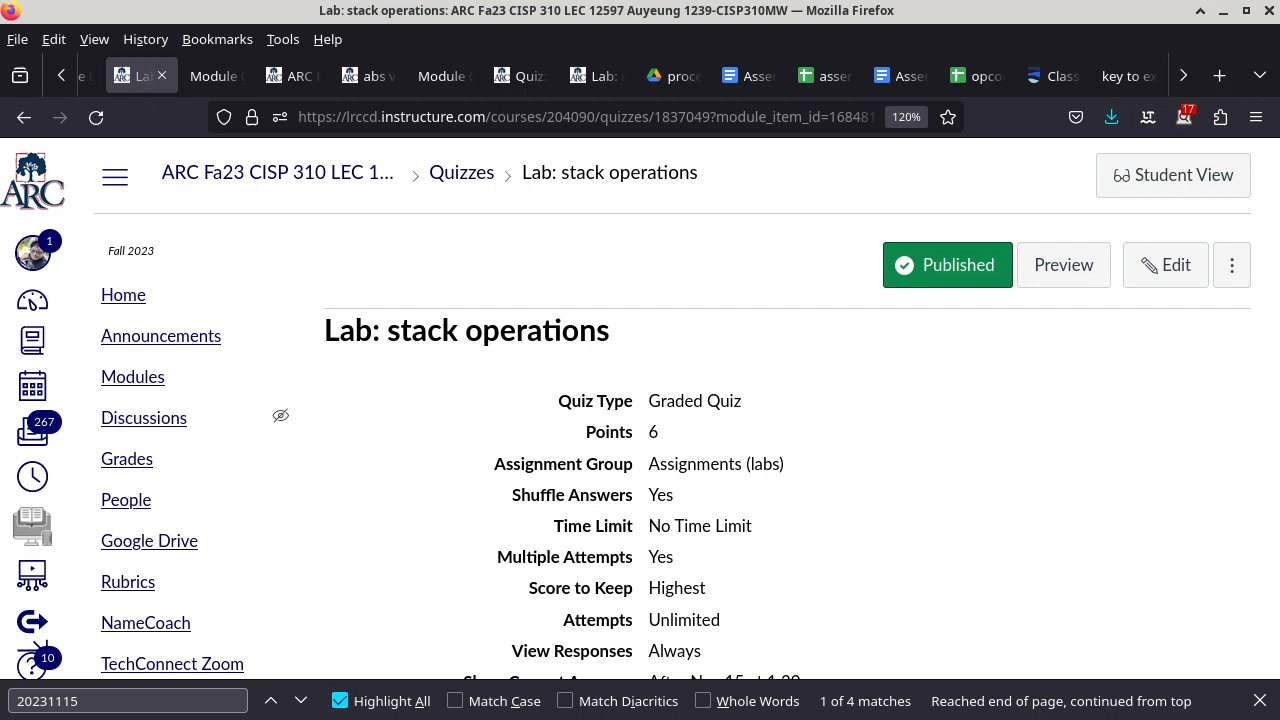 Lab: stack operations: ARC Fa23 CISP 310 LEC 12597 Auyeung 1239-CISP310MW — Mozilla Firefox
File Edit View History Bookmarks Tools Help
Module ARC abs v Module Quiz Lab: proce Asser asser Asser opco Class key to ex
https://lrccd.instructure.com/courses/204090/quizzes/1837049?module_item_id=168481 120% 17
ARC
ARC Fa23 CISP 310 LEC 1... Quizzes Lab: stack operations Student View
1
Fall 2023
Published Preview Edit
Home
Lab: stack operations
Announcements
Modules
Quiz Type Graded Quiz
Discussions
267
Points 6
Grades
Assignment Group Assignments (labs)
Shuffle Answers Yes
People
Time Limit No Time Limit
Google Drive
Multiple Attempts Yes
Rubrics
Score to Keep Highest
NameCoach
Attempts Unlimited
10
TechConnect Zoom
View Responses Always
20231115 Highlight All Match Case Match Diacritics Whole Words 1 of 4 matches Reached end of page, continued from top